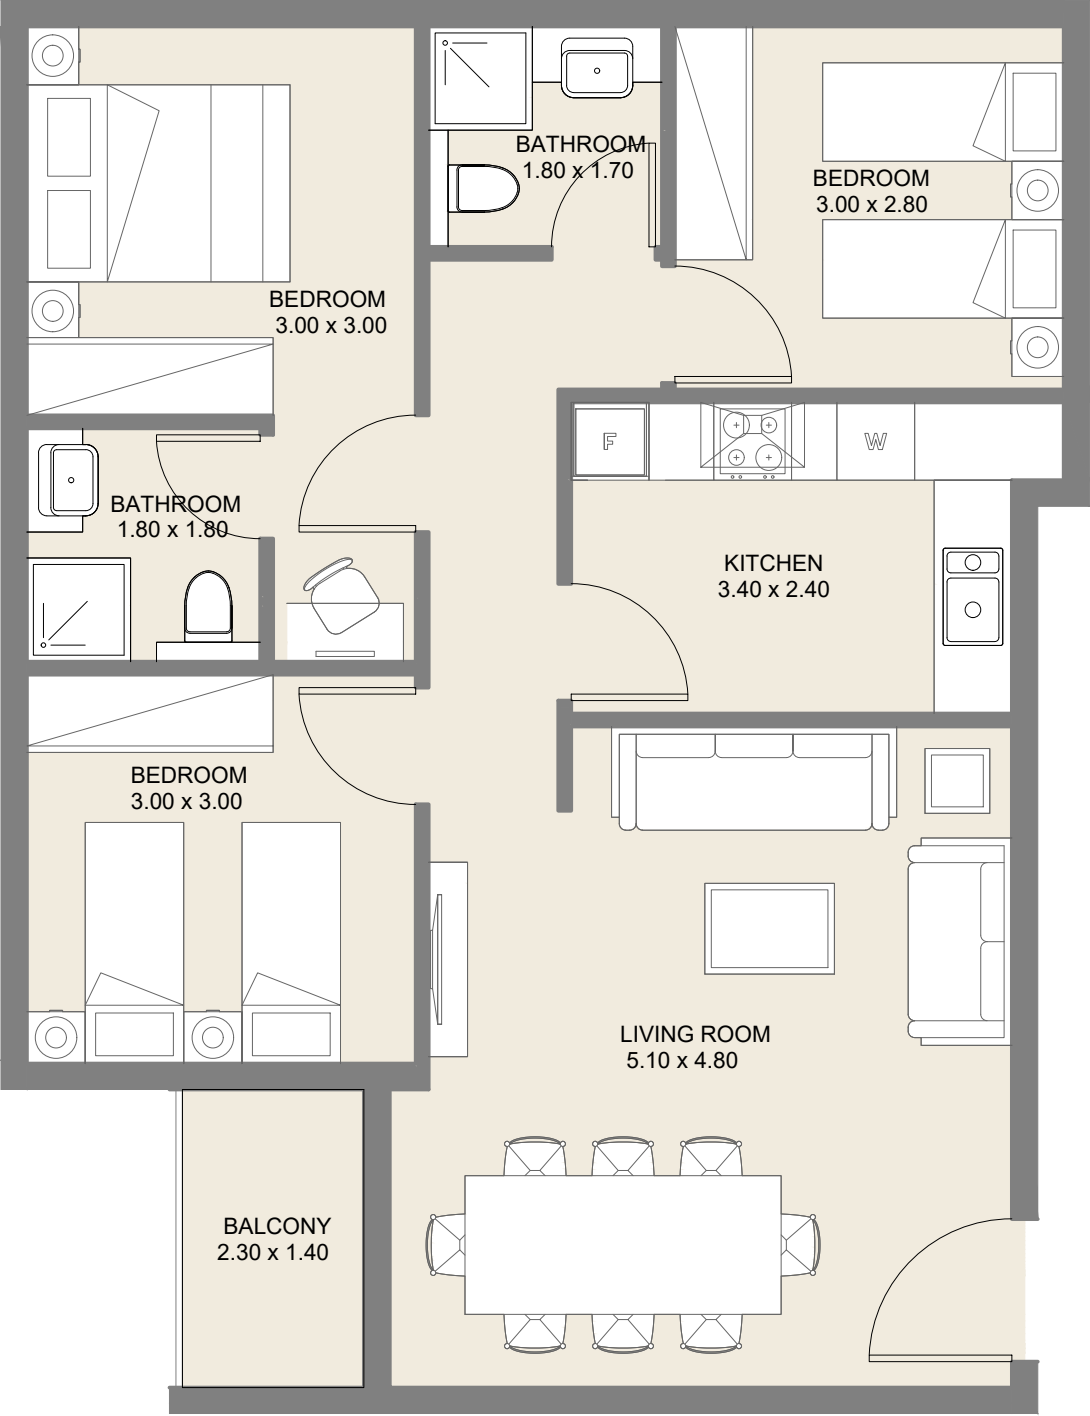 BATHROOM
1.80 x 1.70
BEDROOM
3.00 x 2.80
BEDROOM
3.00 x 3.00
F
W
BATHROOM
1.80 x 1.80
KITCHEN
3.40 x 2.40
BEDROOM
3.00 x 3.00
LIVING ROOM
5.10 x 4.80
BALCONY
2.30 x 1.40